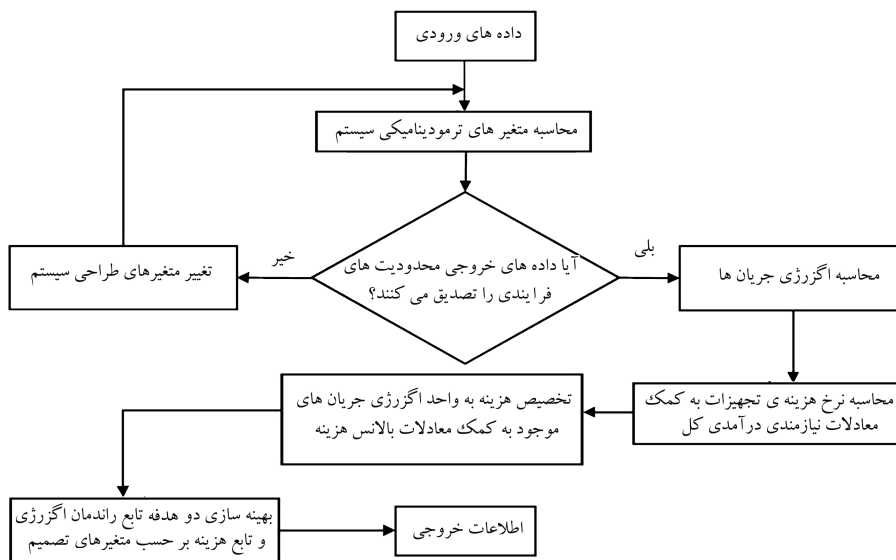 داده های ورودی
محاسبه متغیر های ترمودینامیکی سیستم
آیا داده های خروجی محدودیت های
فرایندی را تصدیق می کنند؟
بلی
خیر
محاسبه اگزرژی جریان ها
تغییر متغیرهای طراحی سیستم
محاسبه نرخ هزینه ی تجهیزات به کمک
معادلات نیازمندی درآمدی کل
تخصیص هزینه به واحد اگزرژی جریان های
موجود به کمک معادلات بالانس هزینه
بهینه سازی دو هدفه تابع راندمان اگزرژی
و تابع هزینه بر حسب متغیرهای تصمیم
اطلاعات خروجی